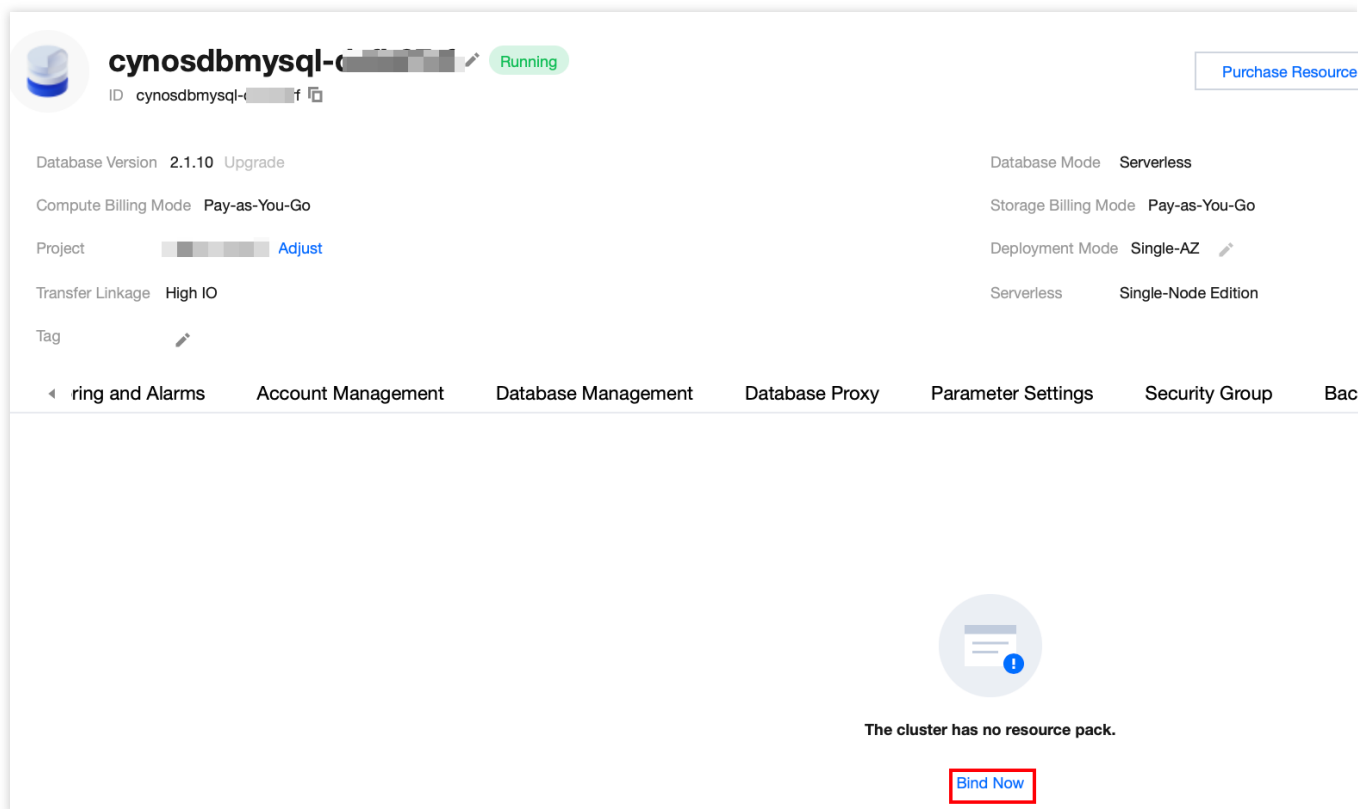 cynosdbmysql- Running
Purchase Resource
ID cynosdbmysql- f
Database Version 2.1.10 Upgrade
Database Mode Serverless
Compute Billing Mode Pay-as-You-Go
Storage Billing Mode Pay-as-You-Go
Project Adjust
Deployment Mode Single-AZ
Transfer Linkage High IO
Serverless Single-Node Edition
Tag
ring and Alarms Account Management Database Management Database Proxy Parameter Settings Security Group Bac
The cluster has no resource pack.
Bind Now